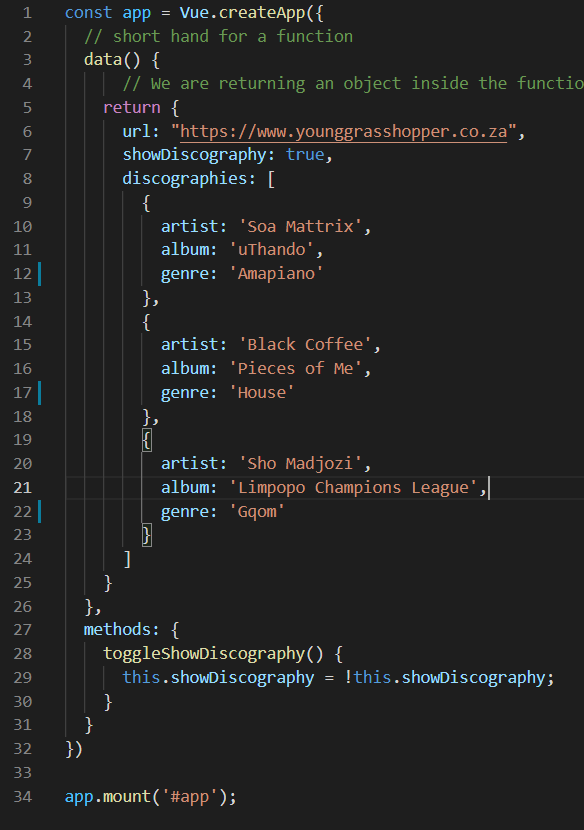 1 const app = Vue.createApp({
2 // short hand for a function
3 data() {
4 // We are returning an object inside the functio
5 return {
6 url: "https://www.younggrasshopper.co.za",
7 showDiscography: true,
8 discographies: [
9 {
10 artist: 'Soa Mattrix',
11 album: 'uThando',
12 genre: 'Amapiano'
13 },
14 {
15 artist: 'Black Coffee',
16 album: 'Pieces of Me',
17 genre: 'House'
18 },
19 {
20 artist: 'Sho Madjozi',
21 album: 'Limpopo Champions League',
22 genre: 'Gqom'
23 }
24 ]
25 }
26 },
27 methods: {
28 toggleShowDiscography() {
29 this.showDiscography = !this.showDiscography;
30 }
31 }
32 })
33
34 app.mount('#app');